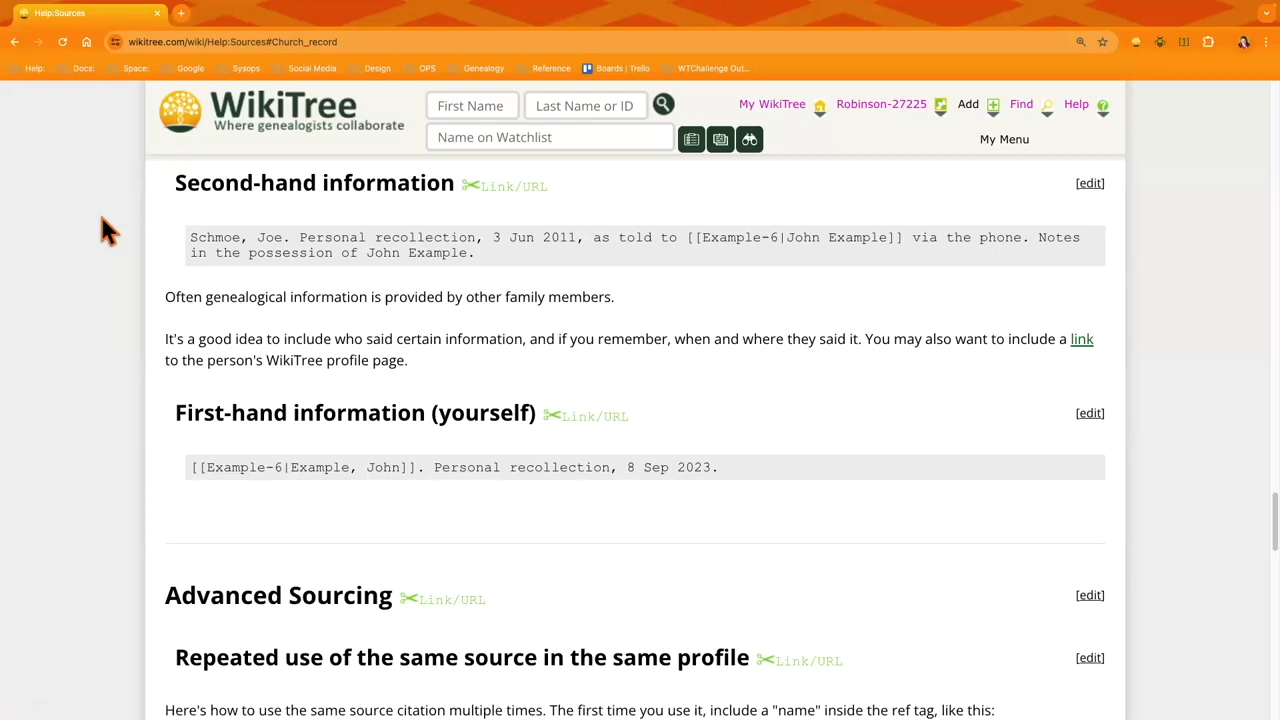 Help:Sources
wikitree.com/wiki/Help:Sources#Church_record
Help: Docs: Space: Google Sysops Social Media Design OPS Genealogy Reference Boards | Trello WTChallenge Out...
WikiTree
Where genealogists collaborate
First Name Last Name or ID
My WikiTree Robinson-27225 Add Find Help
Name on Watchlist
My Menu
Second-hand information Link/URL [edit]
Schmoe, Joe. Personal recollection, 3 Jun 2011, as told to [[Example-6|John Example]] via the phone. Notes
in the possession of John Example.
Often genealogical information is provided by other family members.
It's a good idea to include who said certain information, and if you remember, when and where they said it. You may also want to include a link
to the person's WikiTree profile page.
First-hand information (yourself) Link/URL [edit]
[[Example-6|Example, John]]. Personal recollection, 8 Sep 2023.
Advanced Sourcing Link/URL [edit]
Repeated use of the same source in the same profile Link/URL [edit]
Here's how to use the same source citation multiple times. The first time you use it, include a "name" inside the ref tag, like this: